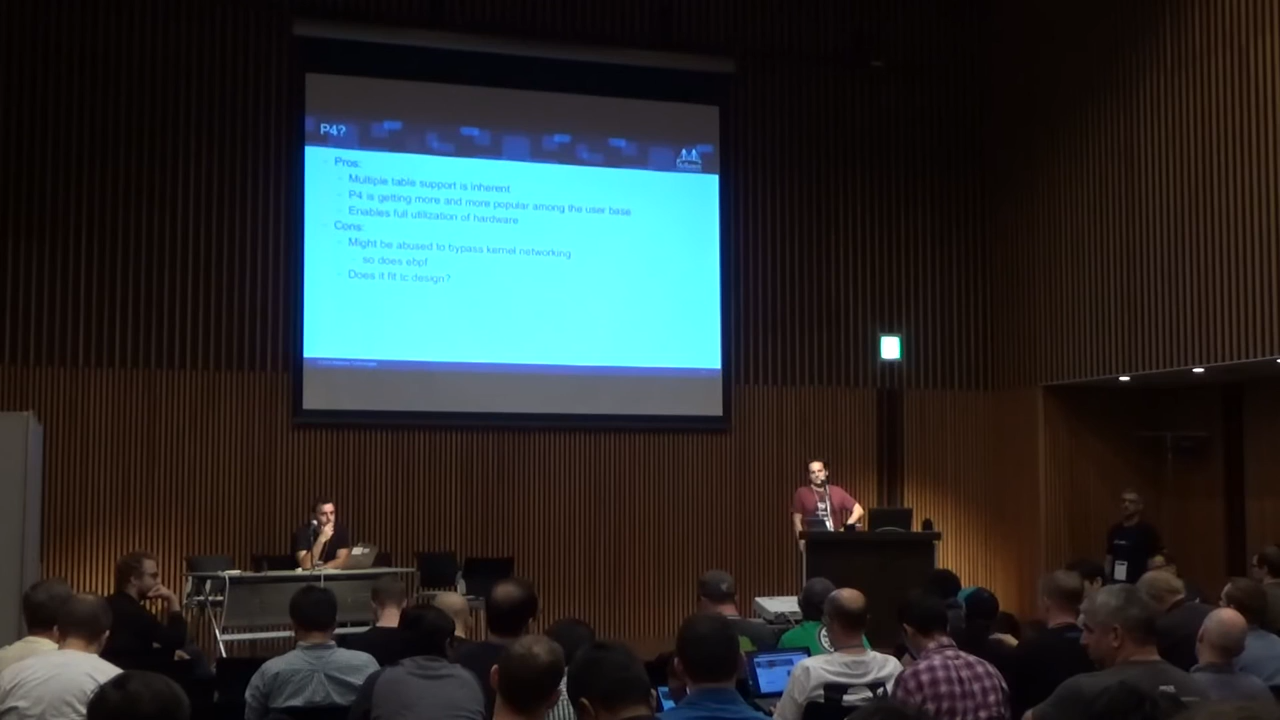 P4?
Pros:
Multiple table support is inherent
P4 is getting more and more popular among the user base
Enables full utilization of hardware
Cons:
Might be abused to bypass kernel networking
so does ebpf
Does it fit tc design?